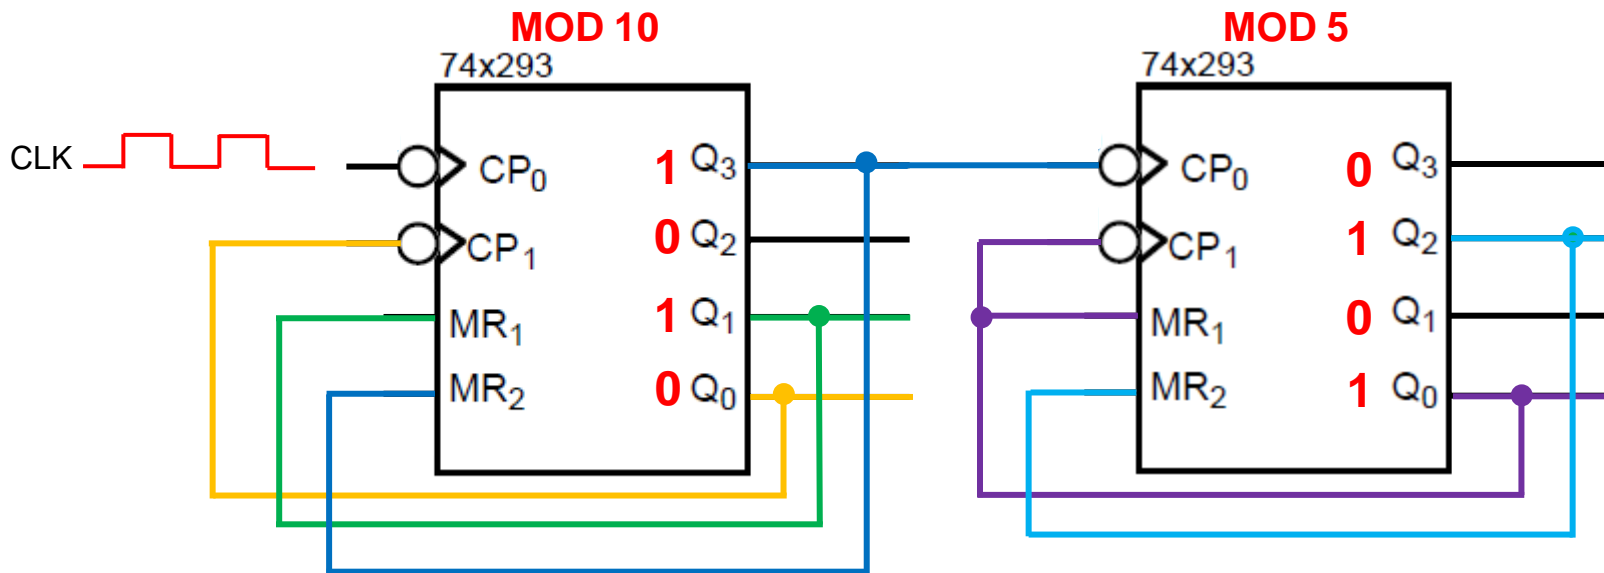 MOD 10
74x293
CLK
CP0
CP1
MR1
MR2
1 Q3
0 Q2
1 Q1
0 Q0
MOD 5
74x293
CP0
CP1
MR1
MR2
0 Q3
1 Q2
0 Q1
1 Q0